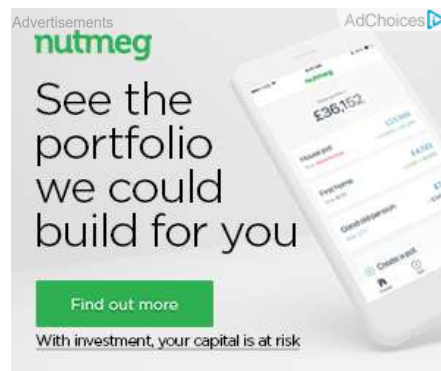 Advertisements
AdChoices
nutmeg
See the
portfolio
we could
build for you
nutmeg
£36,152
House pot
First home
Good old pension
Create a pot
Find out more
With investment, your capital is at risk